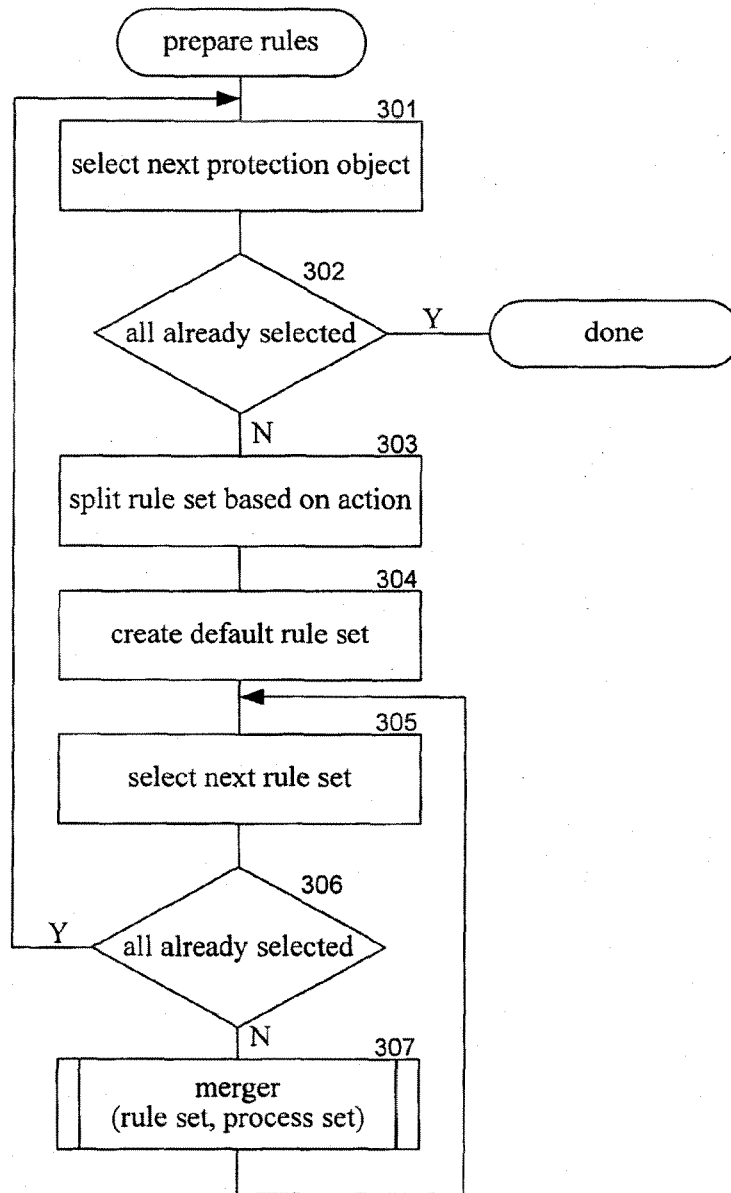 prepare rules
301
select next protection object
302
all already selected
Y
done
N
303
split rule set based on action
304
create default rule set
305
select next rule set
306
Y
all already selected
N
307
merger
(rule set, process set)